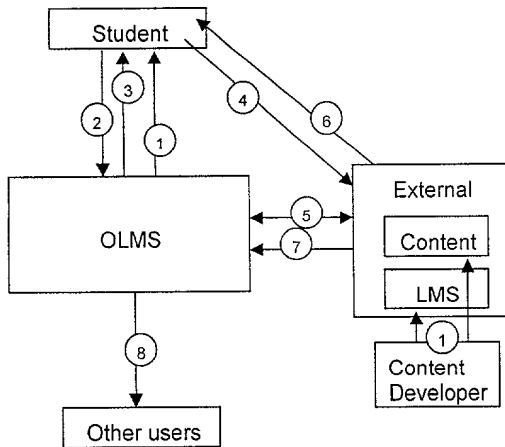 Student
2
3
1
4
6
External
OLMS
5
7
Content
LMS
1
8
Content
Developer
Other users